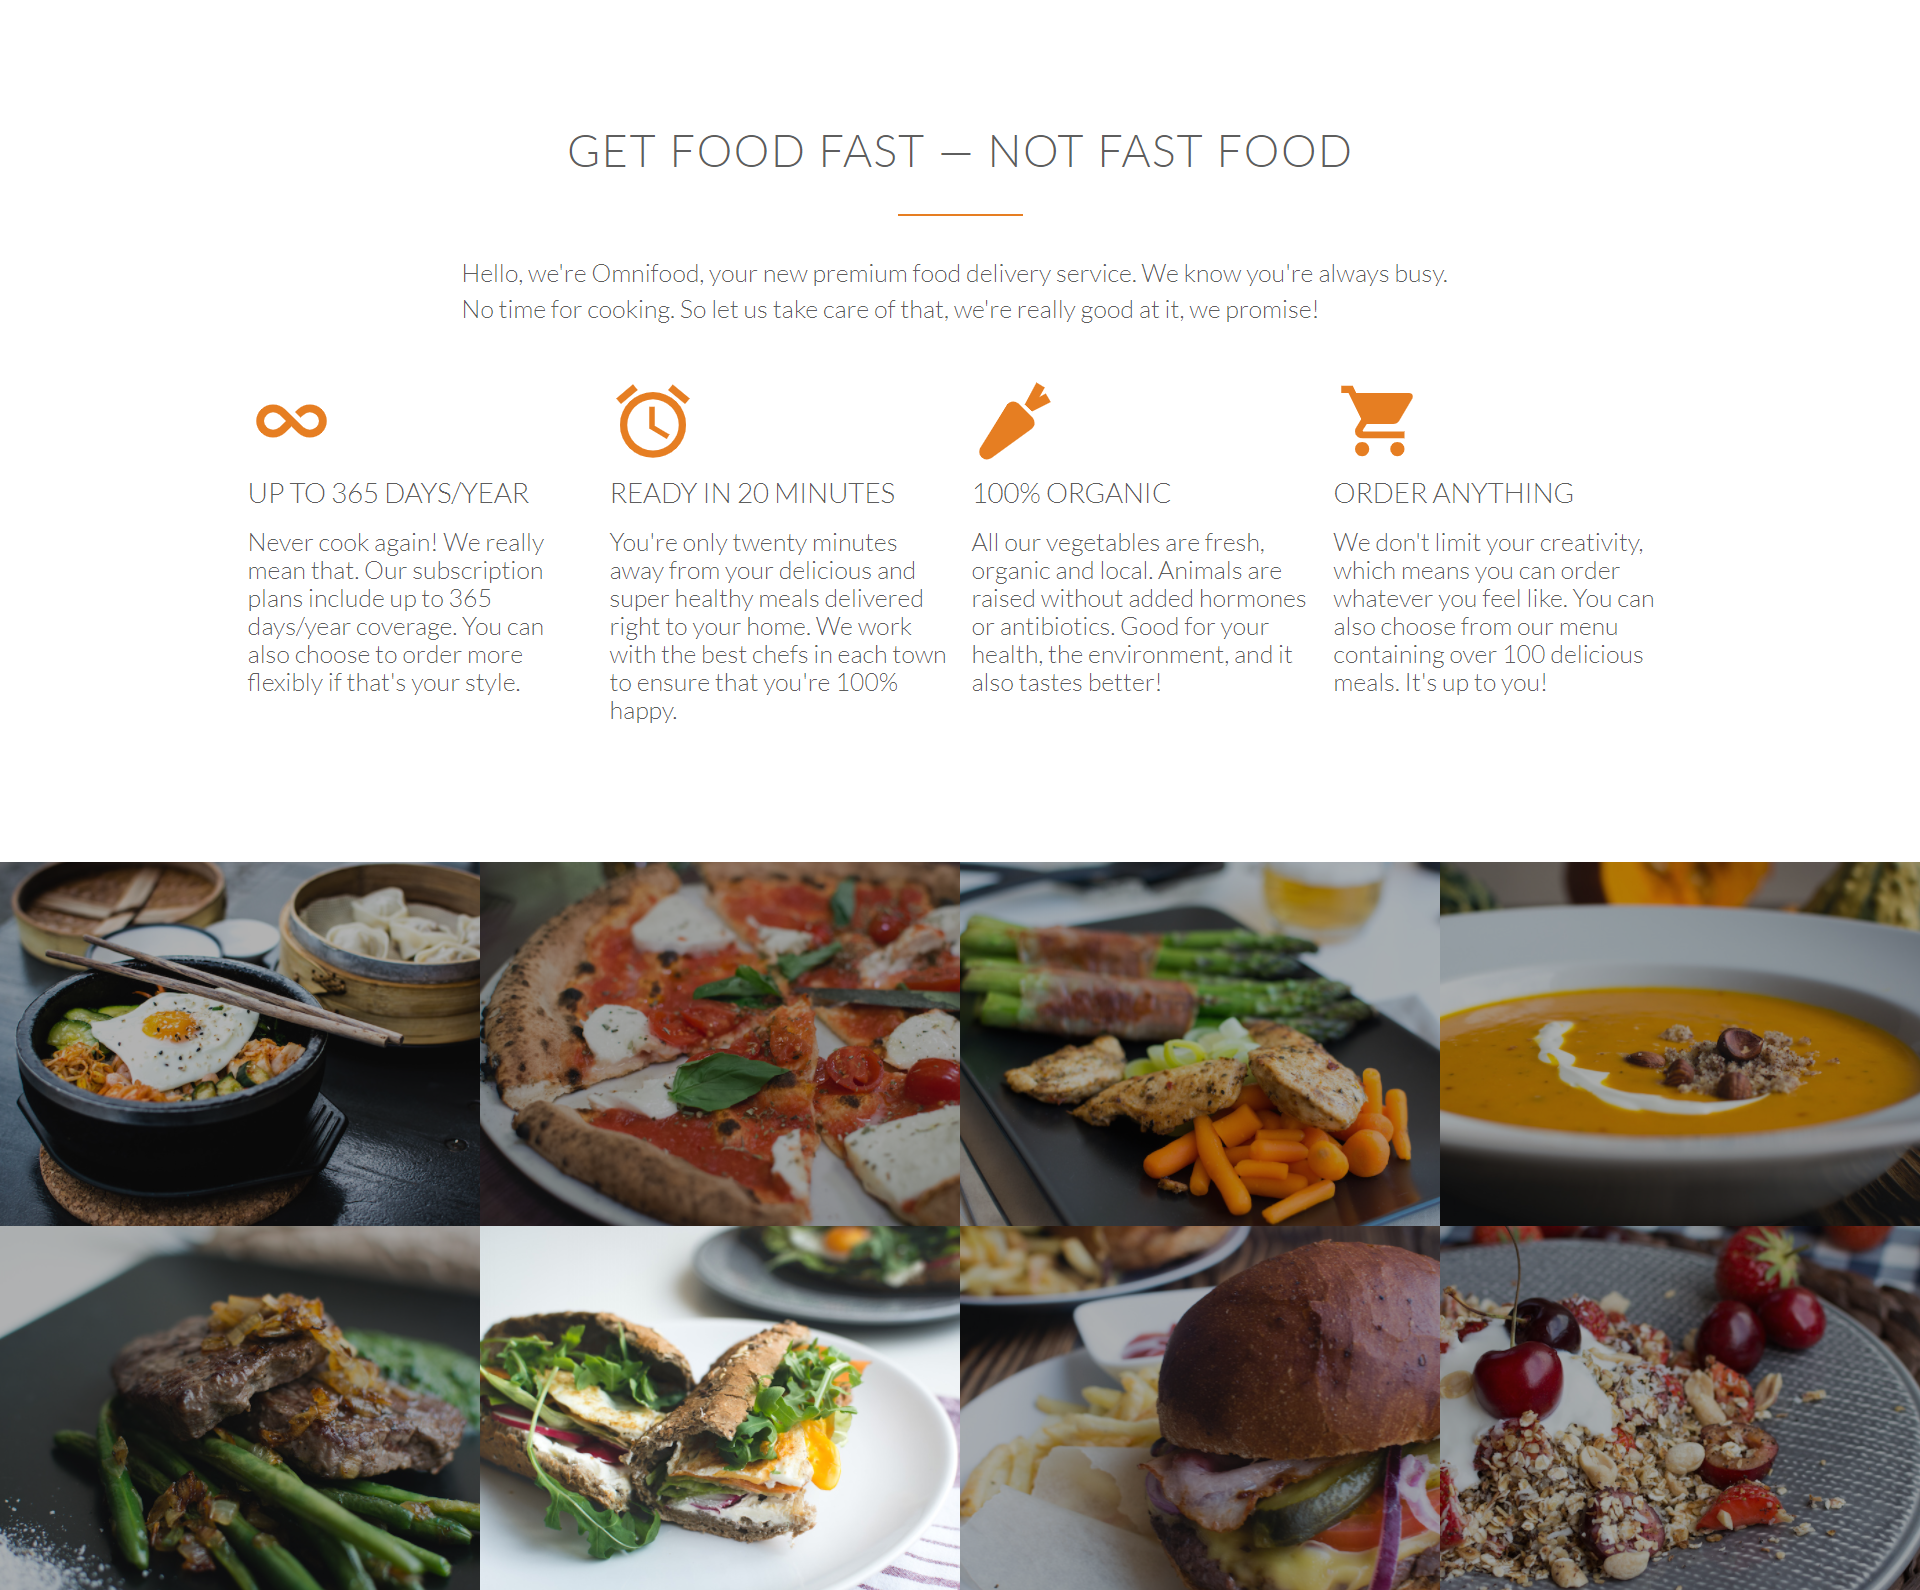 GET FOOD FAST — NOT FAST FOOD
Hello, we're Omnifood, your new premium food delivery service. We know you're always busy.
No time for cooking. So let us take care of that, we're really good at it, we promise!
UP TO 365 DAYS/YEAR
Never cook again! We really
mean that. Our subscription
plans include up to 365
days/year coverage. You can
also choose to order more
flexibly if that's your style.
READY IN 20 MINUTES
You're only twenty minutes
away from your delicious and
super healthy meals delivered
right to your home. We work
with the best chefs in each town
to ensure that you're 100%
happy.
100% ORGANIC
All our vegetables are fresh,
organic and local. Animals are
raised without added hormones
or antibiotics. Good for your
health, the environment, and it
also tastes better!
ORDER ANYTHING
We don't limit your creativity,
which means you can order
whatever you feel like. You can
also choose from our menu
containing over 100 delicious
meals. It's up to you!